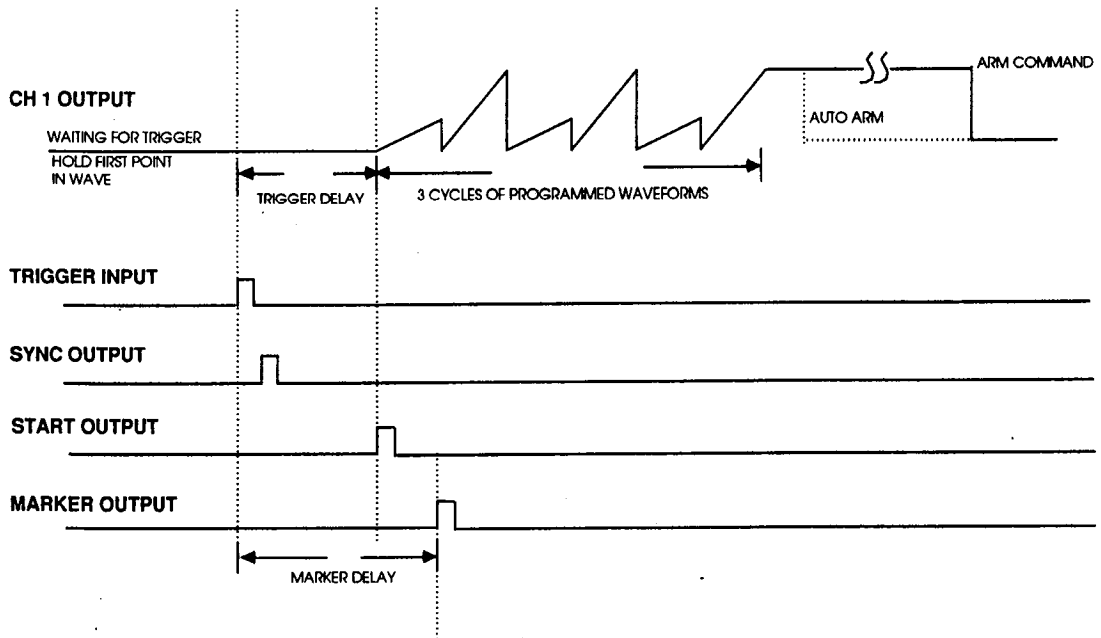 ARM COMMAND
CH 1 OUTPUT
AUTO ARM
WAITING FOR TRIGGER
HOLD FIRST POINT
IN WAVE
TRIGGER DELAY
3 CYCLES OF PROGRAMMED WAVEFORMS
TRIGGER INPUT
SYNC OUTPUT
START OUTPUT
MARKER OUTPUT
MARKER DELAY